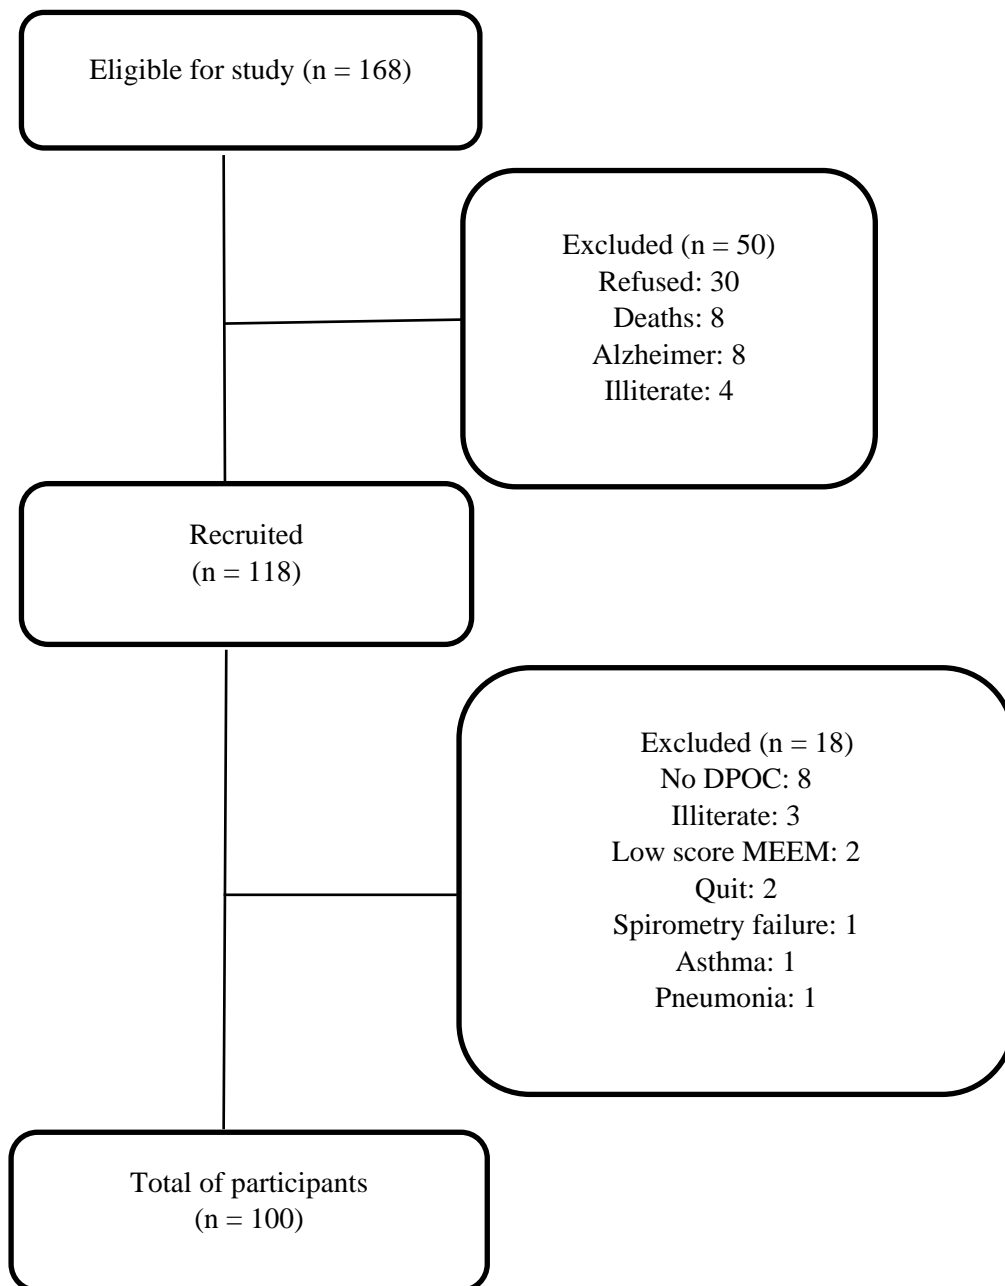 Eligible for study (n = 168)
Excluded (n = 50)
Refused: 30
Deaths: 8
Alzheimer: 8
Illiterate: 4
Recruited
(n = 118)
Excluded (n = 18)
No DPOC: 8
Illiterate: 3
Low score MEEM: 2
Quit: 2
Spirometry failure: 1
Asthma: 1
Pneumonia: 1
Total of participants
(n = 100)